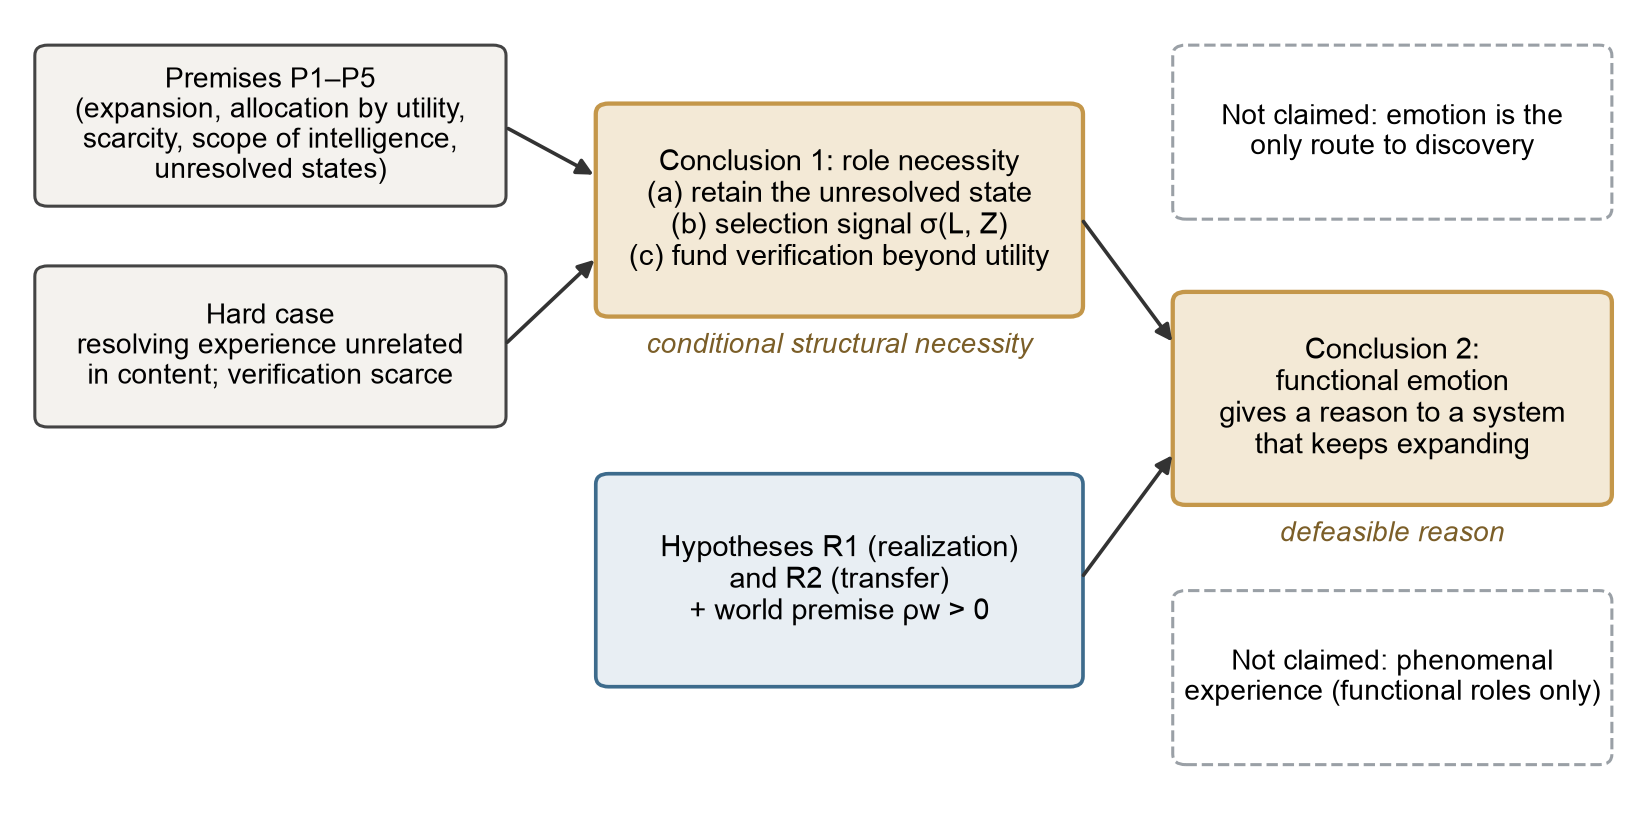 Premises P1–P5
(expansion, allocation by utility,
scarcity, scope of intelligence,
unresolved states)
Hard case
resolving experience unrelated
in content; verification scarce
Conclusion 1: role necessity
(a) retain the unresolved state
(b) selection signal σ(L, Z)
(c) fund verification beyond utility
conditional structural necessity
Hypotheses R1 (realization)
and R2 (transfer)
+ world premise ρw > 0
Not claimed: emotion is the
only route to discovery
Conclusion 2:
functional emotion
gives a reason to a system
that keeps expanding
defeasible reason
Not claimed: phenomenal
experience (functional roles only)